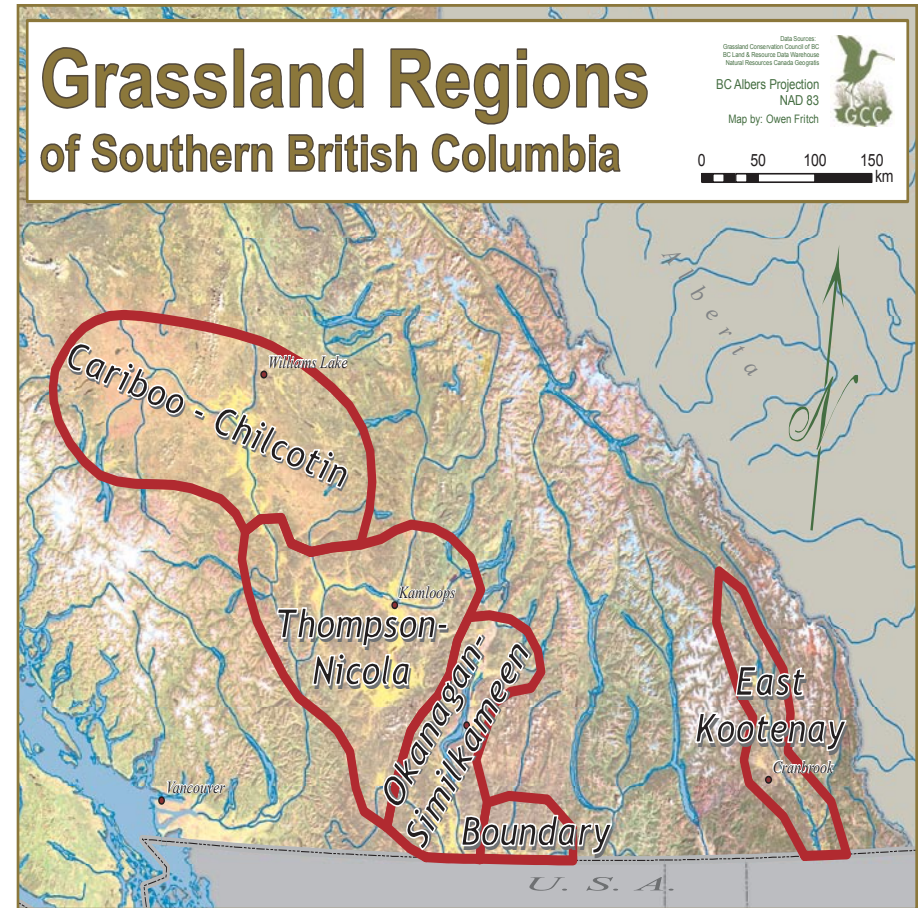 Grassland Regions
of Southern British Columbia
Data Sources:
Grassland Conservation Council of BC
BC Land & Resource Data Warehouse
Natural Resources Canada Geogratis
BC Albers Projection
NAD 83
Map by: Owen Fritch
GCC
0 50 100 150
km
Alberta
N
Williams Lake
Cariboo - Chilcotin
Kamloops
Thompson-
Nicola
Okanagan-
Similkameen
East
Kootenay
Cranbrook
Vancouver
Boundary
U. S. A.